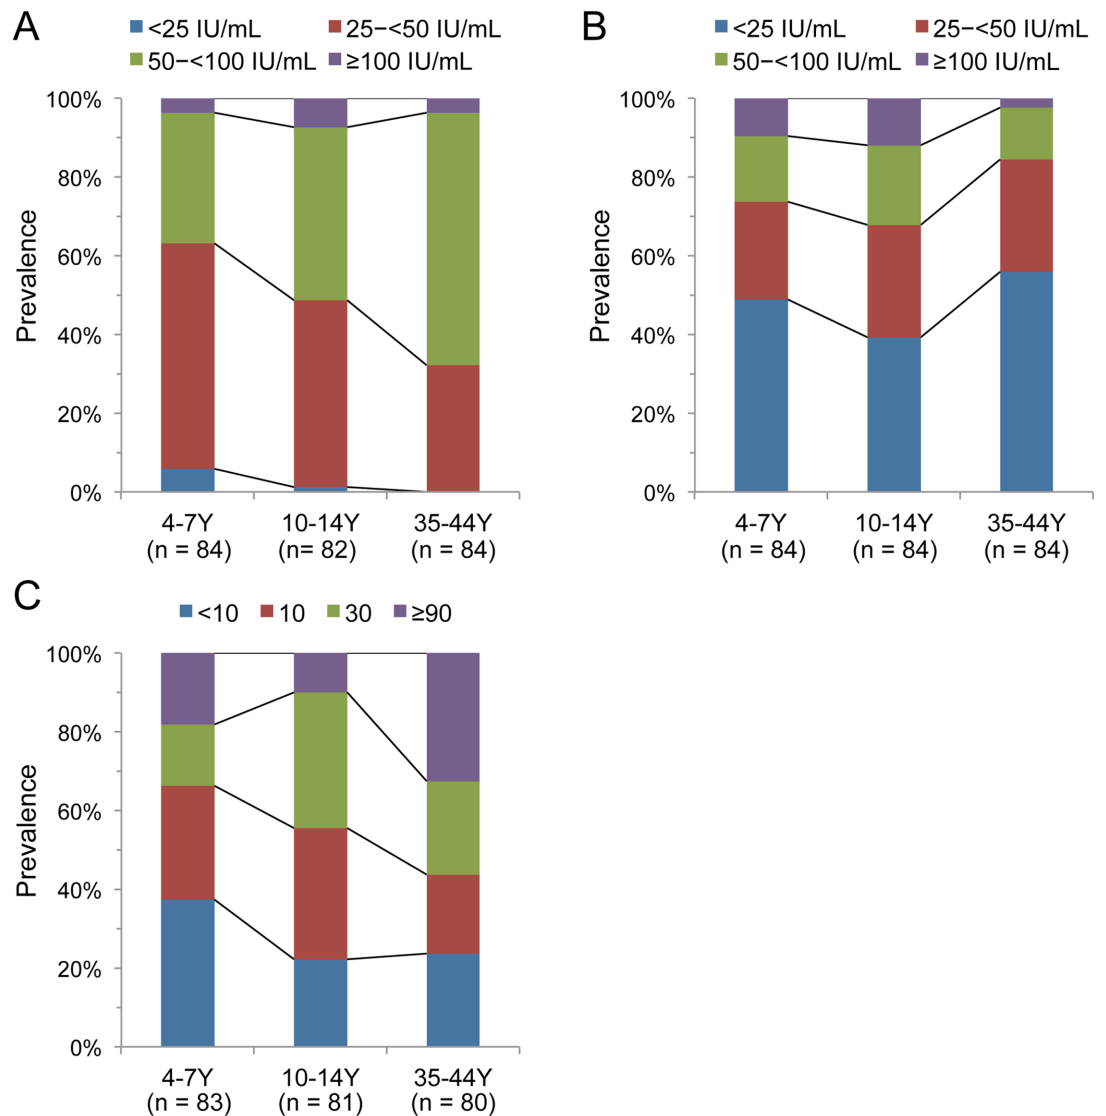 A
<25 IU/mL 25−<50 IU/mL
50−<100 IU/mL ≥100 IU/mL
100%
80%
60%
40%
20%
0%
Prevalence
4-7Y 10-14Y 35-44Y
(n = 84) (n= 82) (n = 84)
B
<25 IU/mL 25−<50 IU/mL
50−<100 IU/mL ≥100 IU/mL
100%
80%
60%
40%
20%
0%
Prevalence
4-7Y 10-14Y 35-44Y
(n = 84) (n = 84) (n = 84)
C
<10 10 30 ≥90
100%
80%
60%
40%
20%
0%
Prevalence
4-7Y 10-14Y 35-44Y
(n = 83) (n = 81) (n = 80)